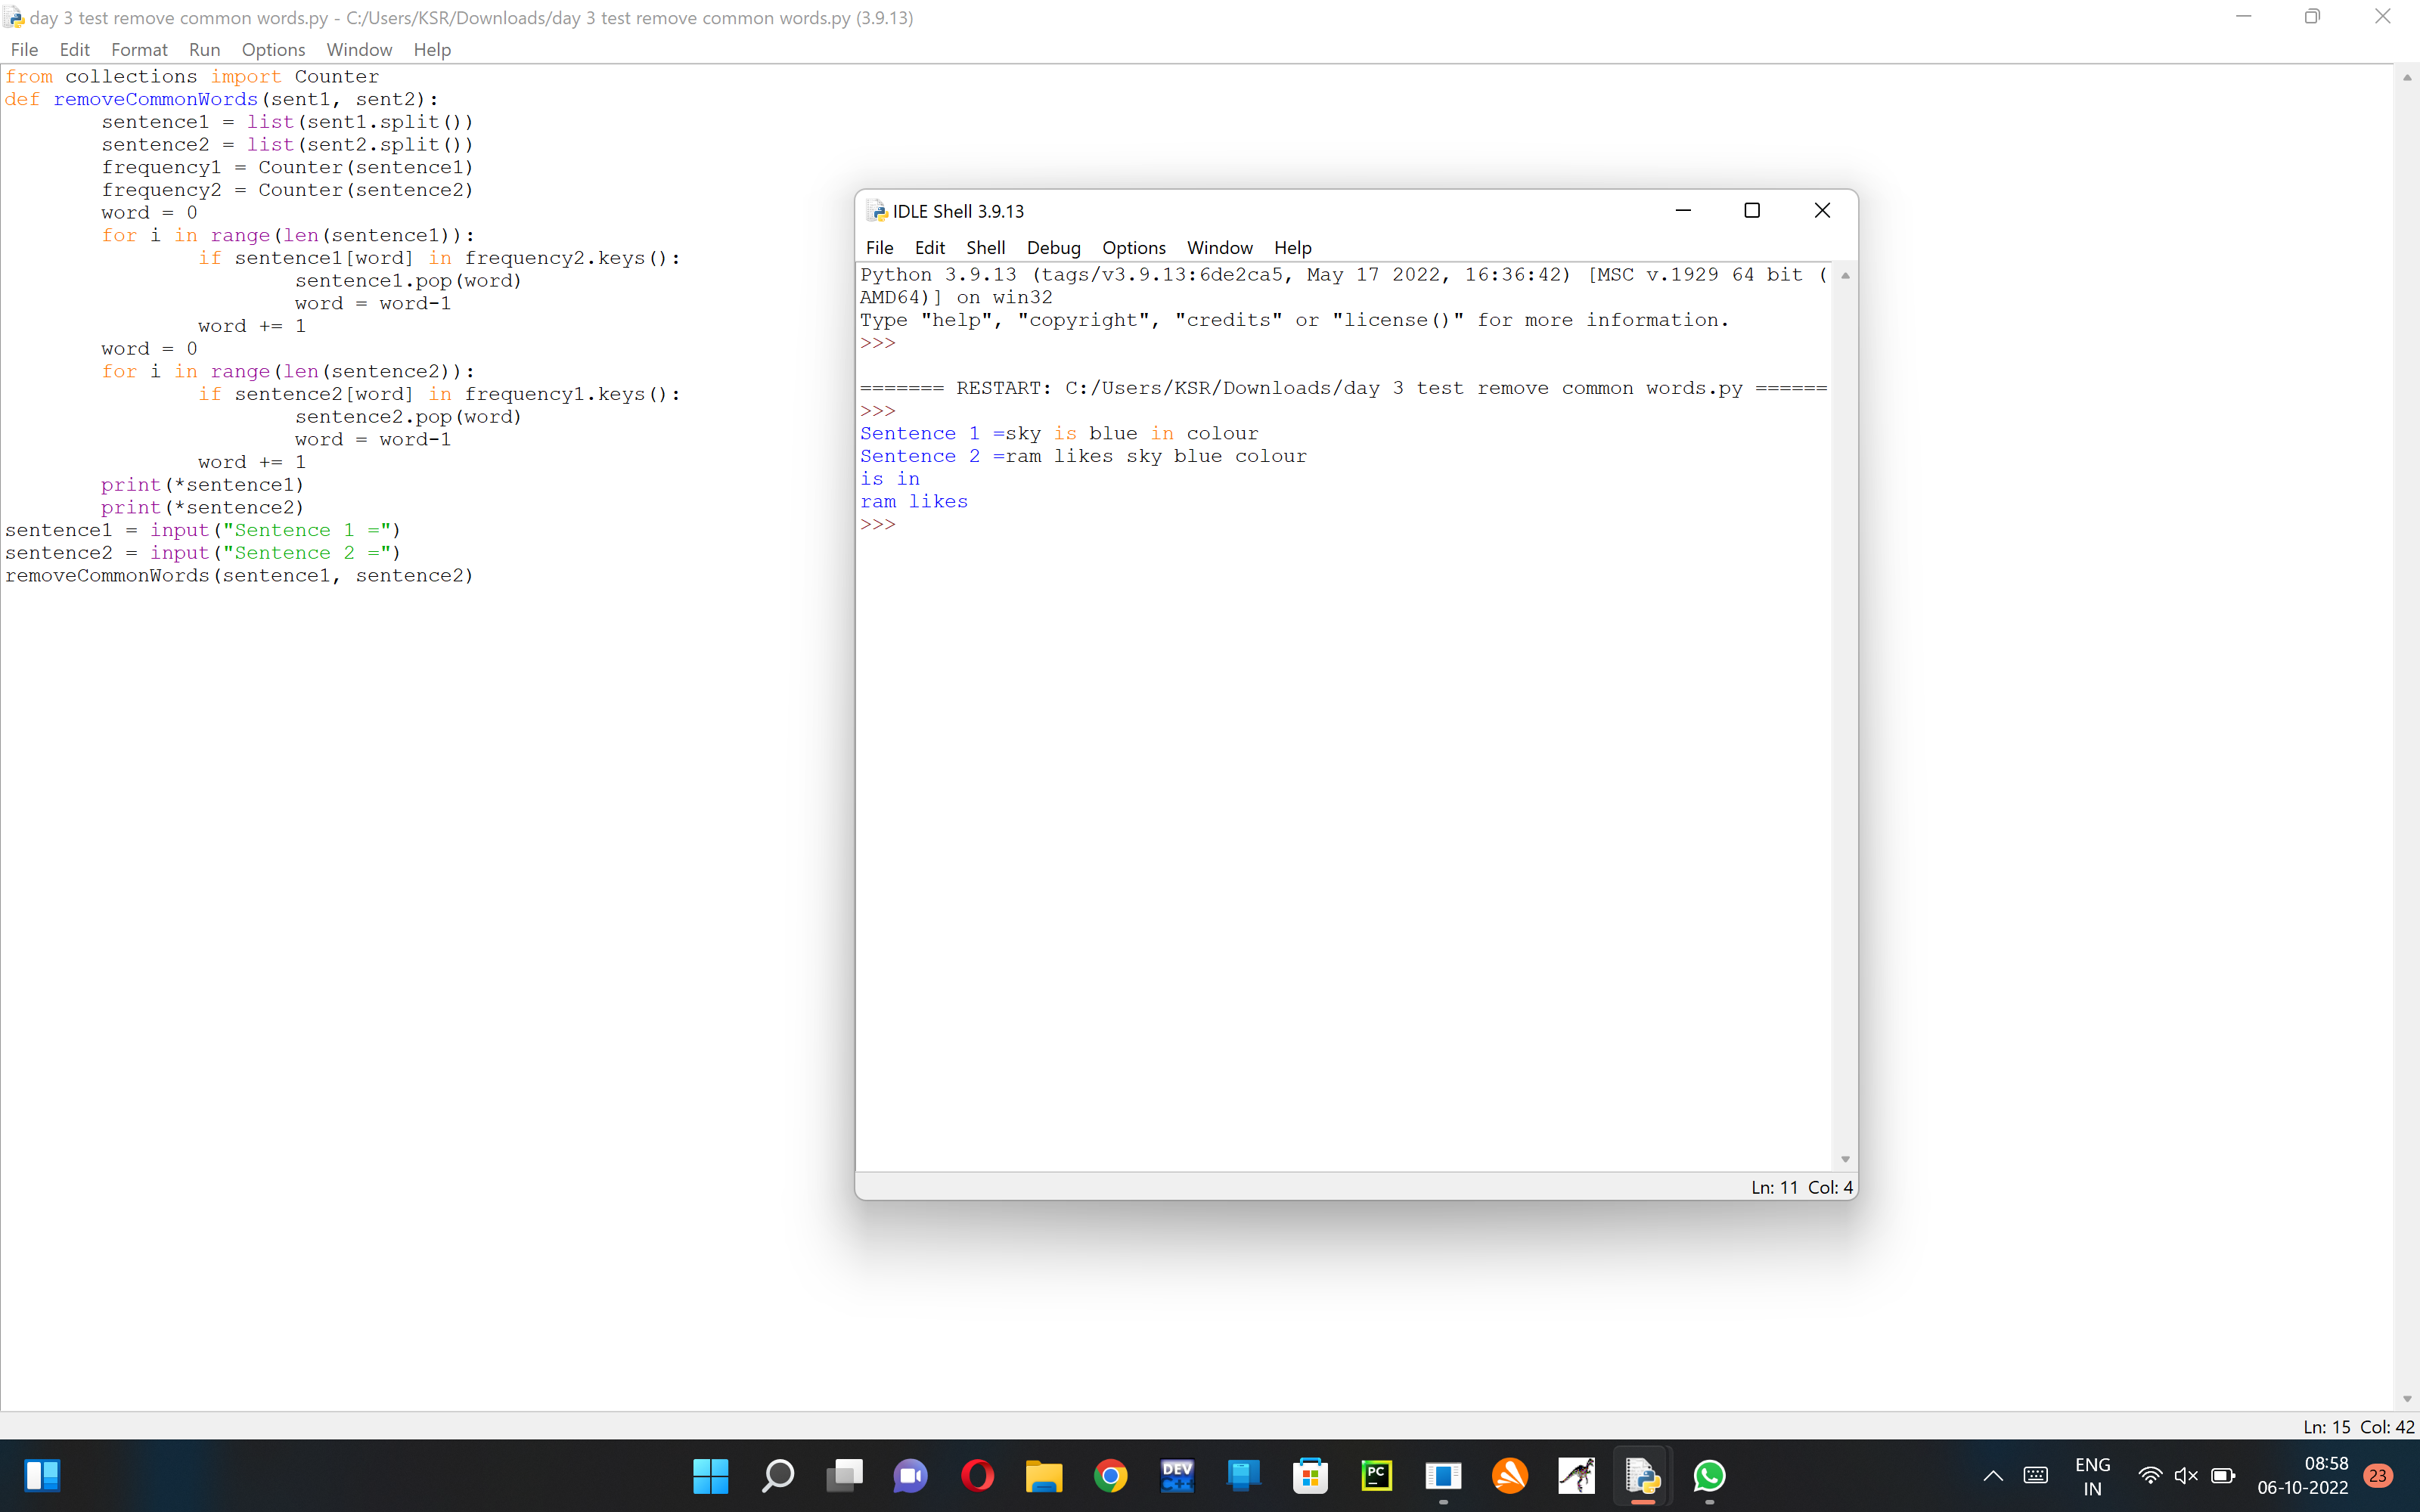 day 3 test remove common words.py - C:/Users/KSR/Downloads/day 3 test remove common words.py (3.9.13)
File Edit Format Run Options Window Help
from collections import Counter
def removeCommonWords(sent1, sent2):
        sentence1 = list(sent1.split())
        sentence2 = list(sent2.split())
        frequency1 = Counter(sentence1)
        frequency2 = Counter(sentence2)
        word = 0
        for i in range(len(sentence1)):
                if sentence1[word] in frequency2.keys():
                        sentence1.pop(word)
                        word = word-1
                word += 1
        word = 0
        for i in range(len(sentence2)):
                if sentence2[word] in frequency1.keys():
                        sentence2.pop(word)
                        word = word-1
                word += 1
        print(*sentence1)
        print(*sentence2)
sentence1 = input("Sentence 1 =")
sentence2 = input("Sentence 2 =")
removeCommonWords(sentence1, sentence2)
IDLE Shell 3.9.13
File Edit Shell Debug Options Window Help
Python 3.9.13 (tags/v3.9.13:6de2ca5, May 17 2022, 16:36:42) [MSC v.1929 64 bit (
AMD64)] on win32
Type "help", "copyright", "credits" or "license()" for more information.
>>>
======= RESTART: C:/Users/KSR/Downloads/day 3 test remove common words.py ======
>>>
Sentence 1 =sky is blue in colour
Sentence 2 =ram likes sky blue colour
is in
ram likes
>>>
Ln: 11 Col: 4
Ln: 15 Col: 42
DEV
C++
PC
ENG
IN
08:58
06-10-2022
23